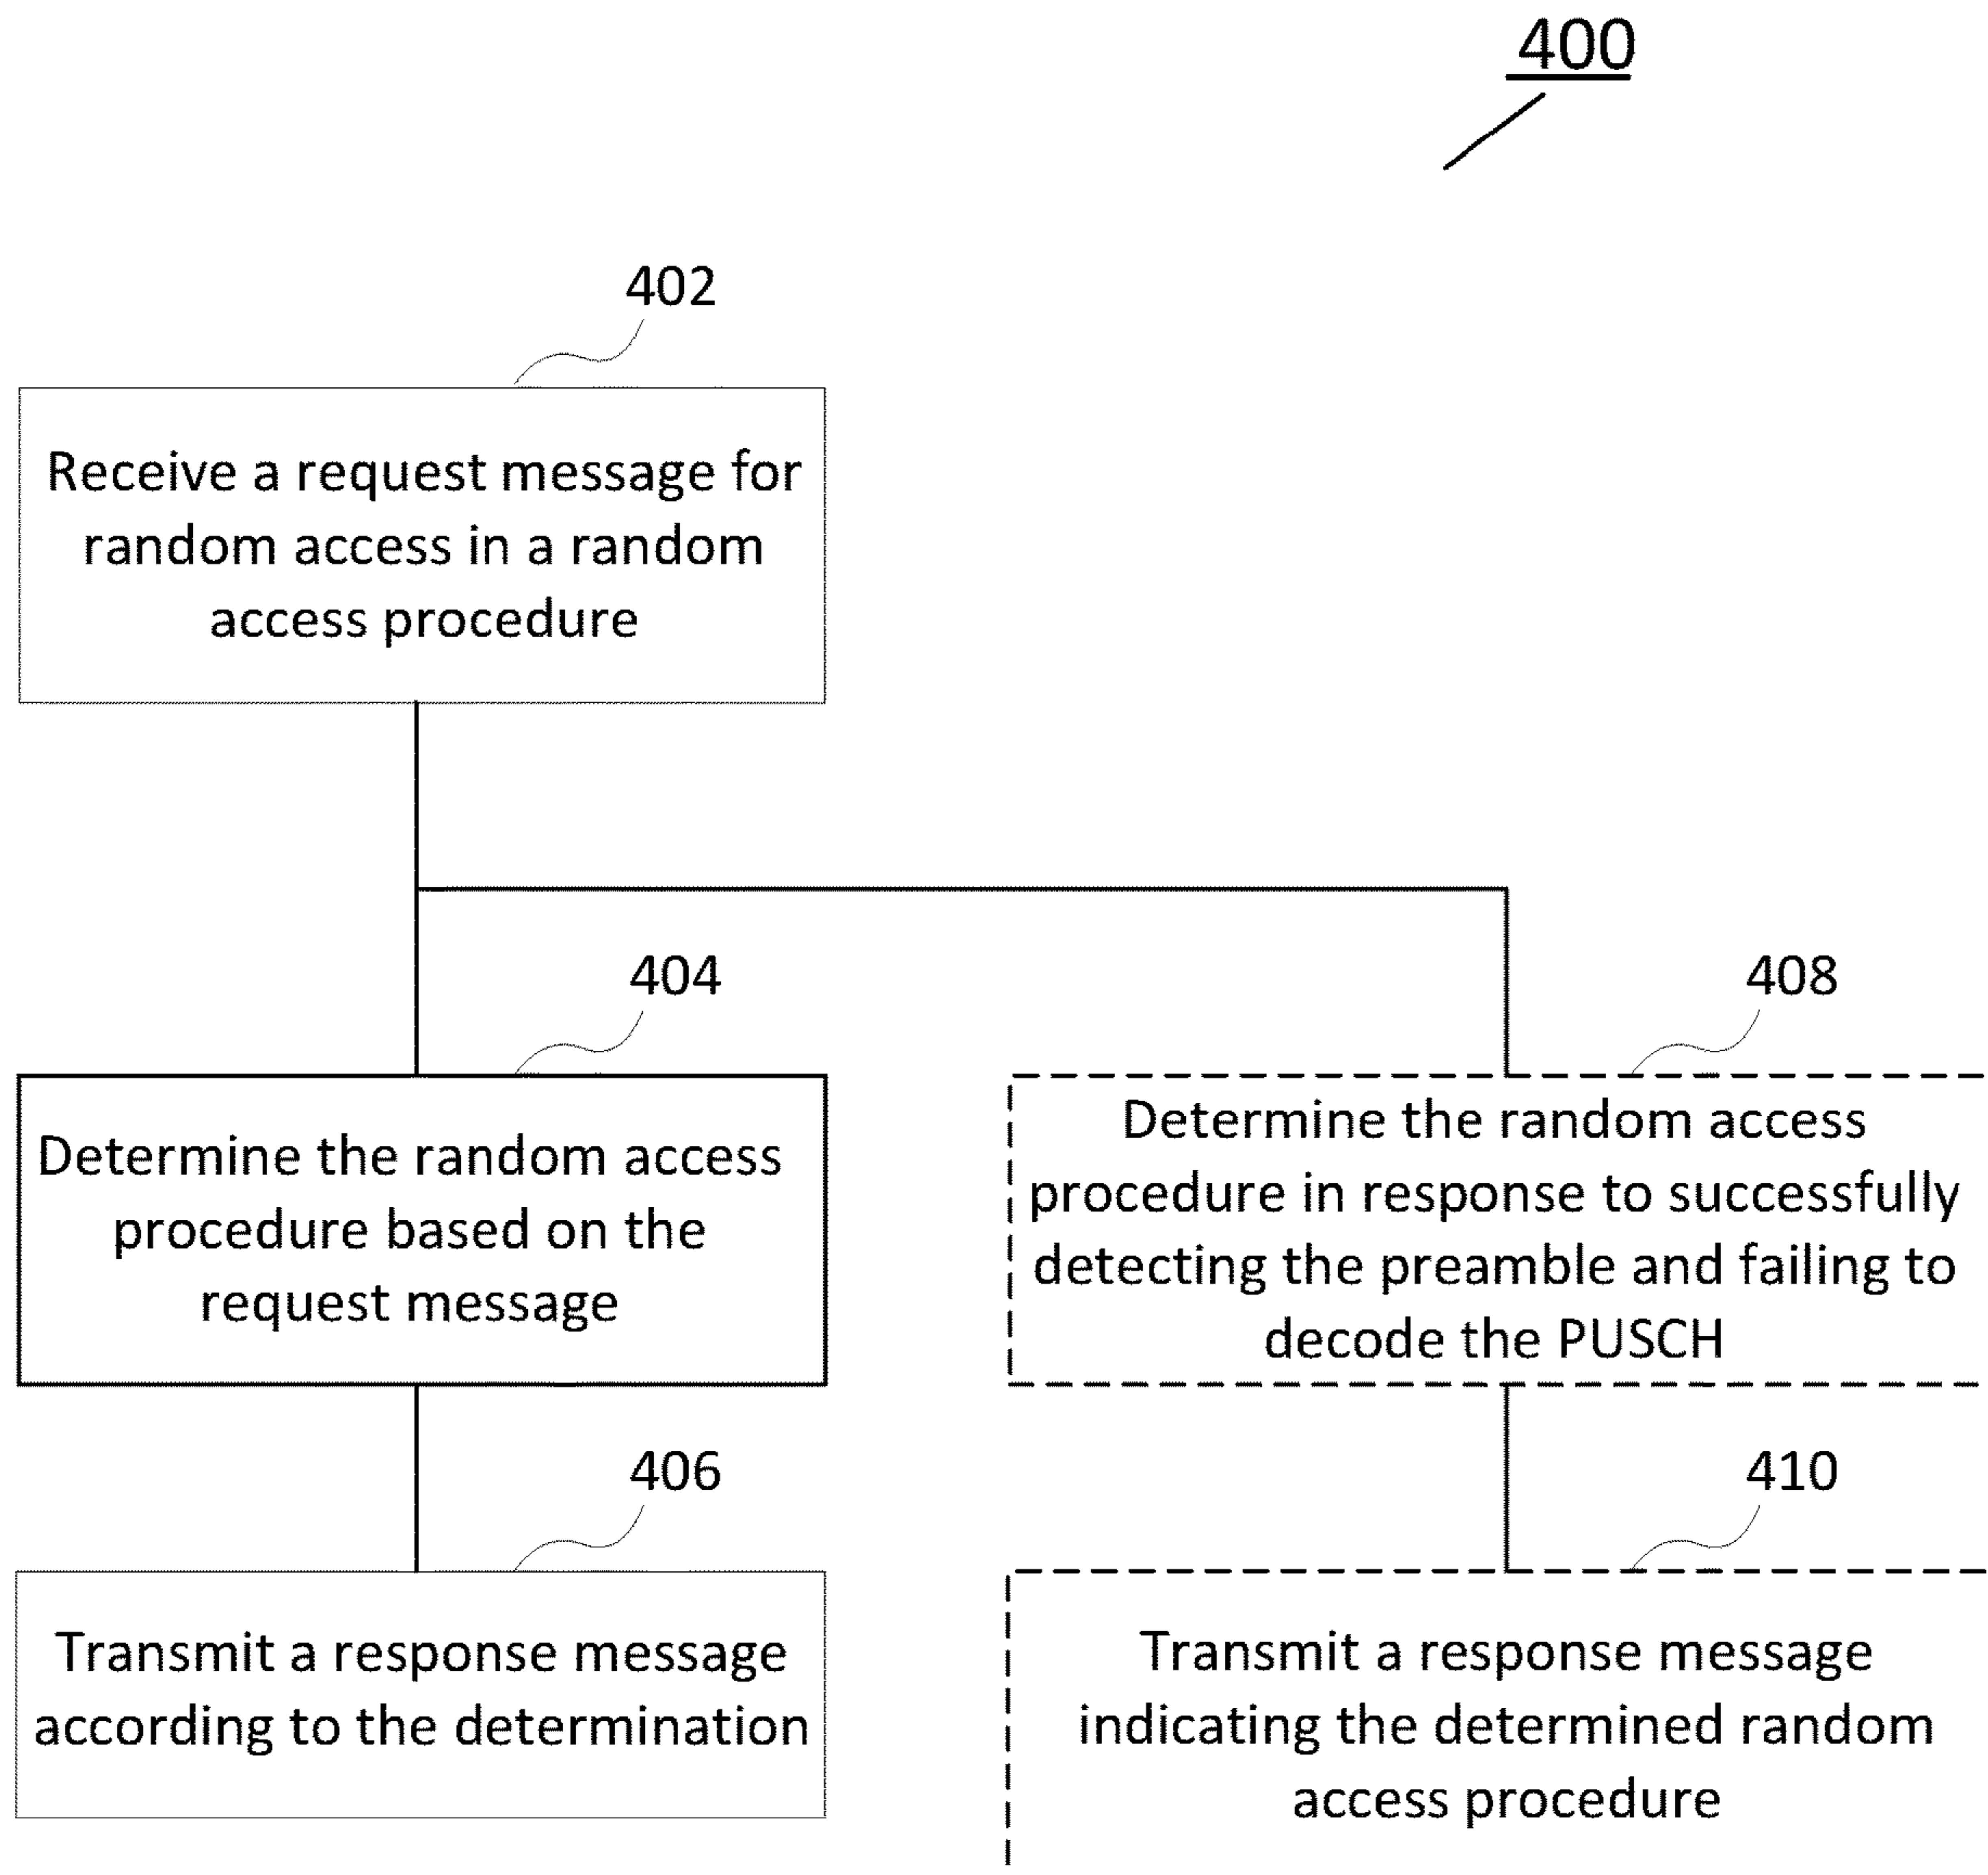 400
402
Receive a request message for
random access in a random
access procedure
404
Determine the random access
procedure based on the
request message
408
Determine the random access
procedure in response to successfully
detecting the preamble and failing to
decode the PUSCH
406
Transmit a response message
according to the determination
410
Transmit a response message
indicating the determined random
access procedure